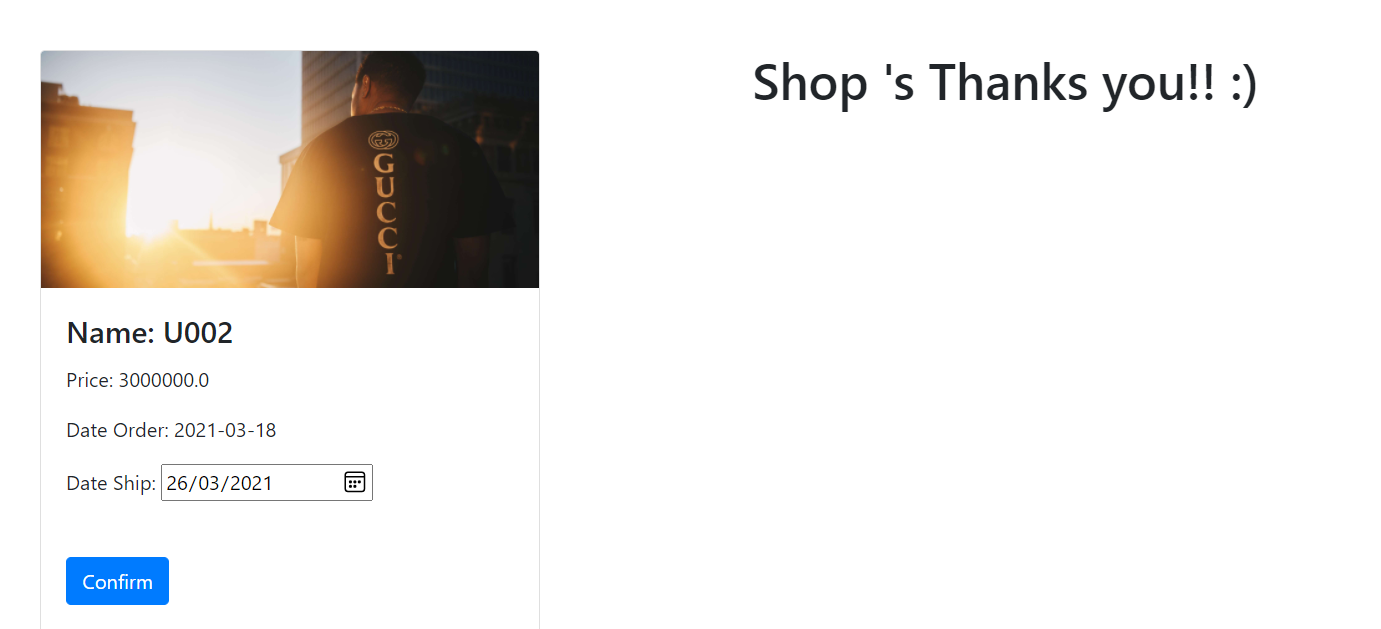 GUCCI
Name: U002
Price: 3000000.0
Date Order: 2021-03-18
Date Ship: 26/03/2021
Confirm
Shop 's Thanks you!! :)